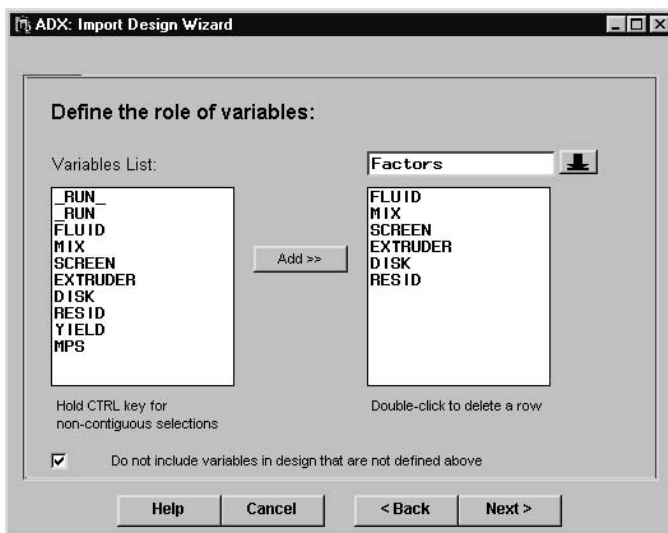 ADX: Import Design Wizard
Define the role of variables:
Variables List:
_RUN_
_RUN
FLUID
MIX
SCREEN
EXTRUDER
DISK
RESID
YIELD
MPS
Hold CTRL key for
non-contiguous selections
Add >>
Factors
FLUID
MIX
SCREEN
EXTRUDER
DISK
RESID
Double-click to delete a row
Do not include variables in design that are not defined above
Help
Cancel
< Back
Next >